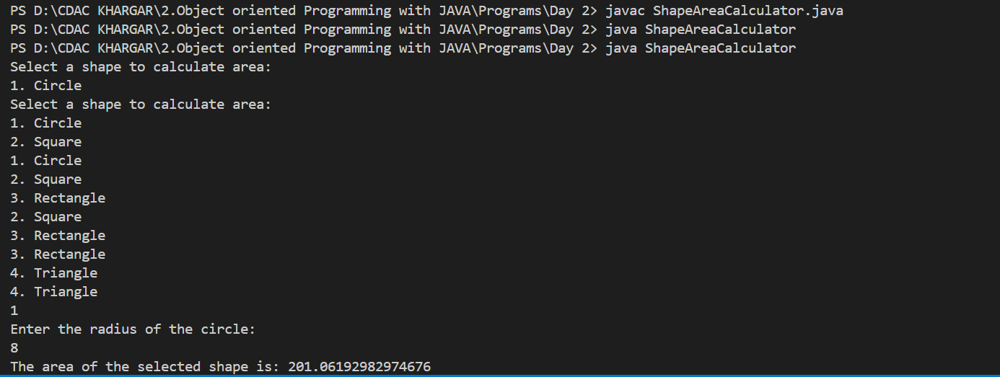 PS D:\CDAC KHARGAR\2.Object oriented Programming with JAVA\Programs\Day 2> javac ShapeAreaCalculator.java
PS D:\CDAC KHARGAR\2.Object oriented Programming with JAVA\Programs\Day 2> java ShapeAreaCalculator
PS D:\CDAC KHARGAR\2.Object oriented Programming with JAVA\Programs\Day 2> java ShapeAreaCalculator
Select a shape to calculate area:
1. Circle
Select a shape to calculate area:
1. Circle
2. Square
1. Circle
2. Square
3. Rectangle
2. Square
3. Rectangle
3. Rectangle
4. Triangle
4. Triangle
1
Enter the radius of the circle:
8
The area of the selected shape is: 201.06192982974676